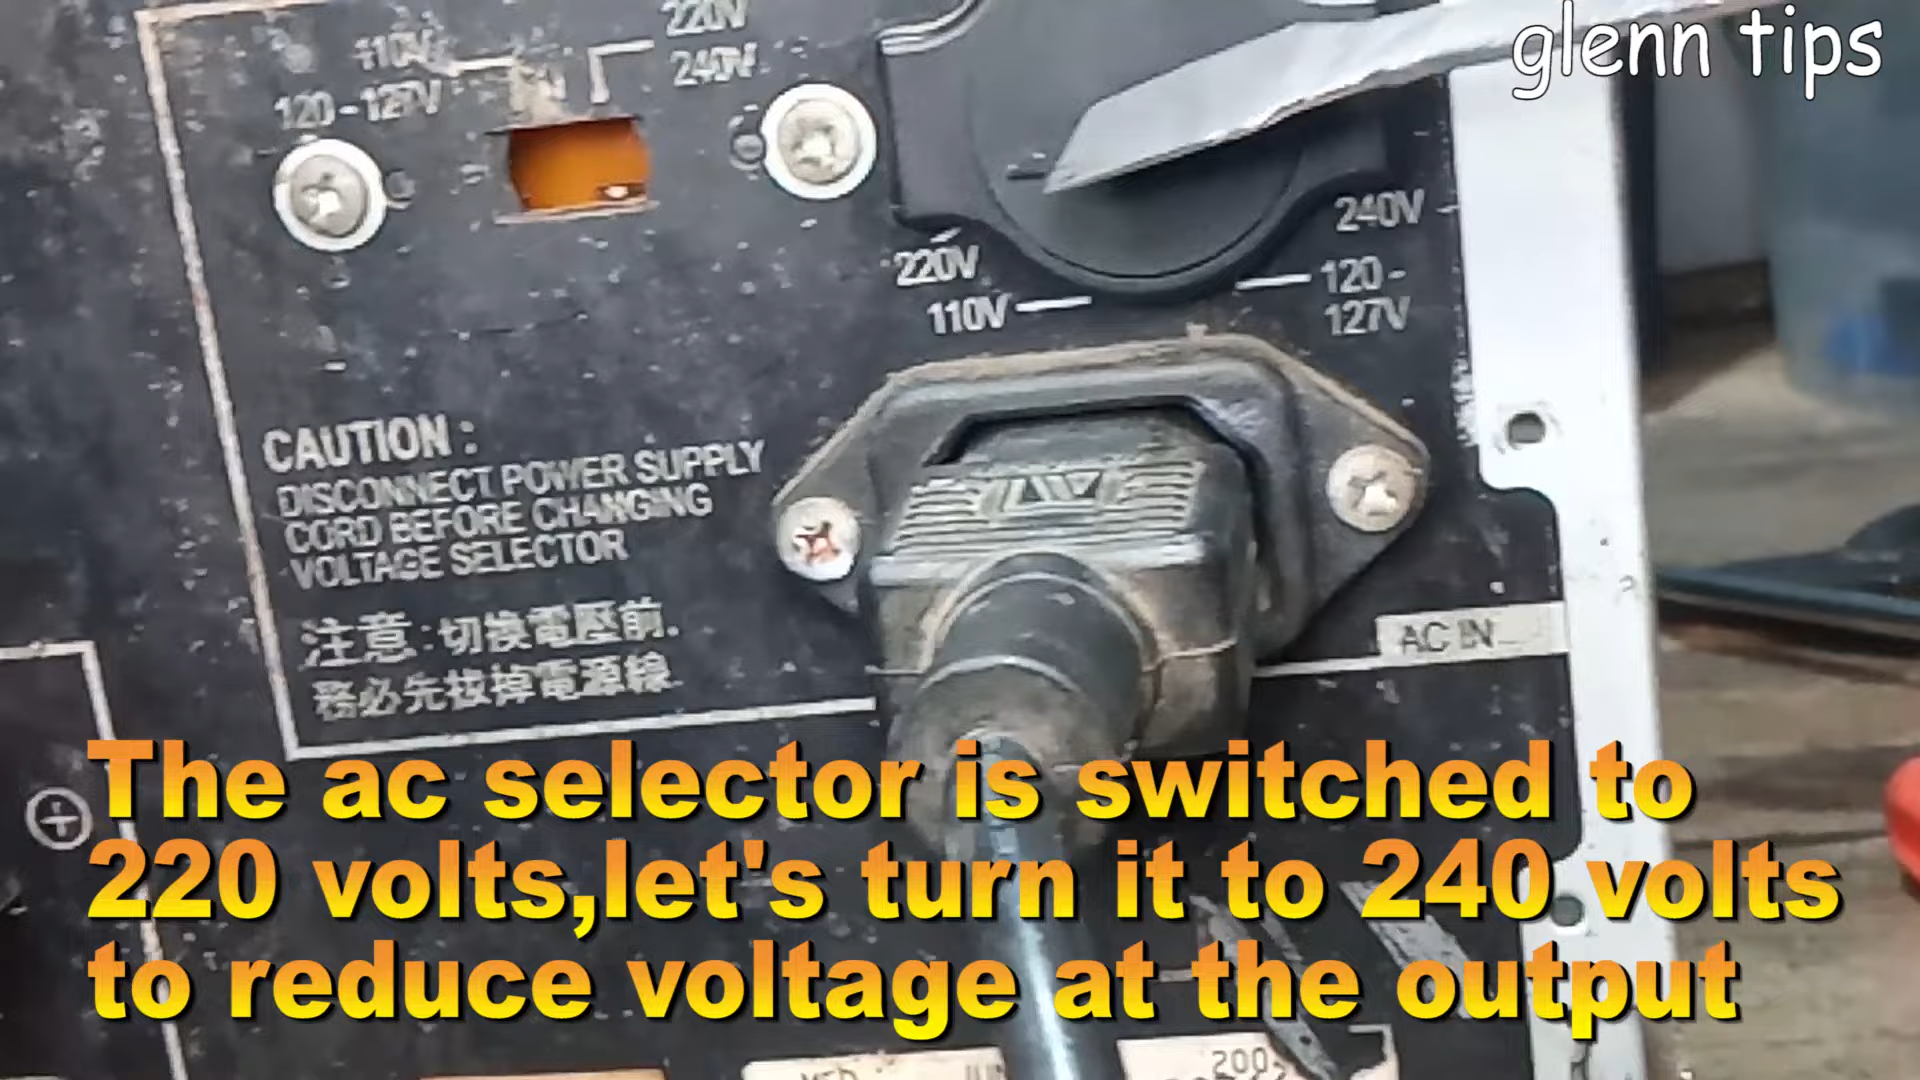 glenn tips
220V
110V
240V
120-127V
240V
220V
120-
110V
127V
CAUTION :
DISCONNECT POWER SUPPLY
CORD BEFORE CHANGING
VOLTAGE SELECTOR
注意:切換電壓前.
務必先拔掉電源線.
AC IN
The ac selector is switched to
220 volts,let's turn it to 240 volts
to reduce voltage at the output